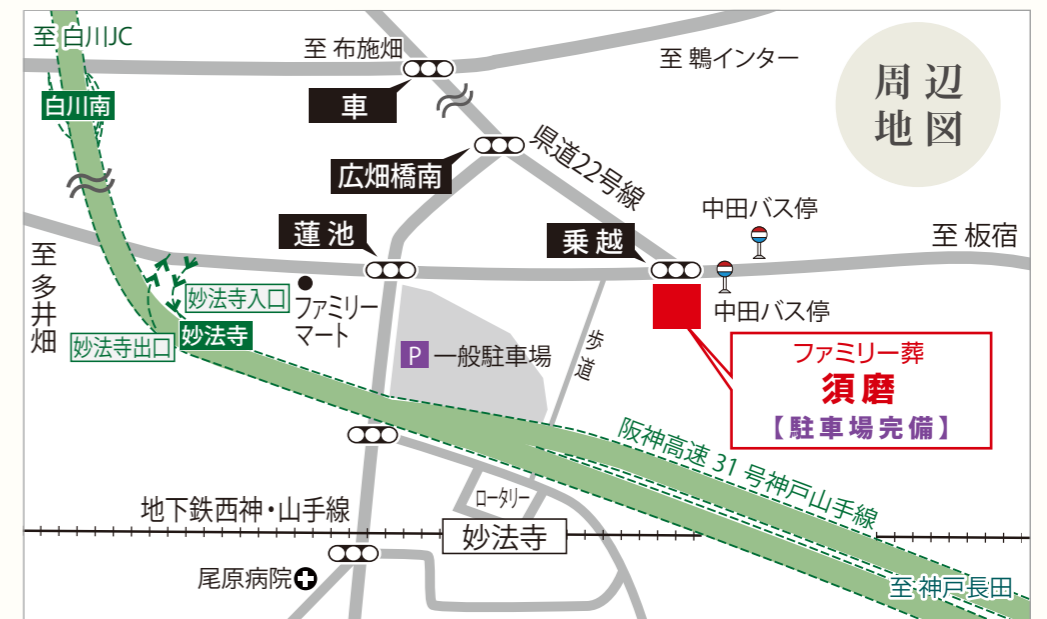 至 白川JC
至 布施畑
至 鵯インター
周辺
地図
白川南
車
広畑橋南
県道22号線
中田バス停
蓮池
乗越
至 板宿
至 多井畑
妙法寺入口
ファミリー
マート
中田バス停
妙法寺
妙法寺出口
P 一般駐車場
歩道
ファミリー葬
須磨
【駐車場完備】
阪神高速 31 号神戸山手線
ロータリー
地下鉄西神・山手線
妙法寺
尾原病院
至 神戸長田